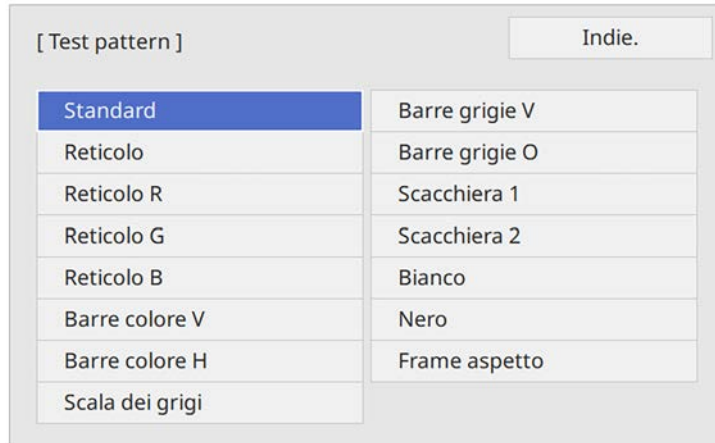 [ Test pattern ]
Indie.
Standard
Reticolo
Reticolo R
Reticolo G
Reticolo B
Barre colore V
Barre colore H
Scala dei grigi
Barre grigie V
Barre grigie O
Scacchiera 1
Scacchiera 2
Bianco
Nero
Frame aspetto